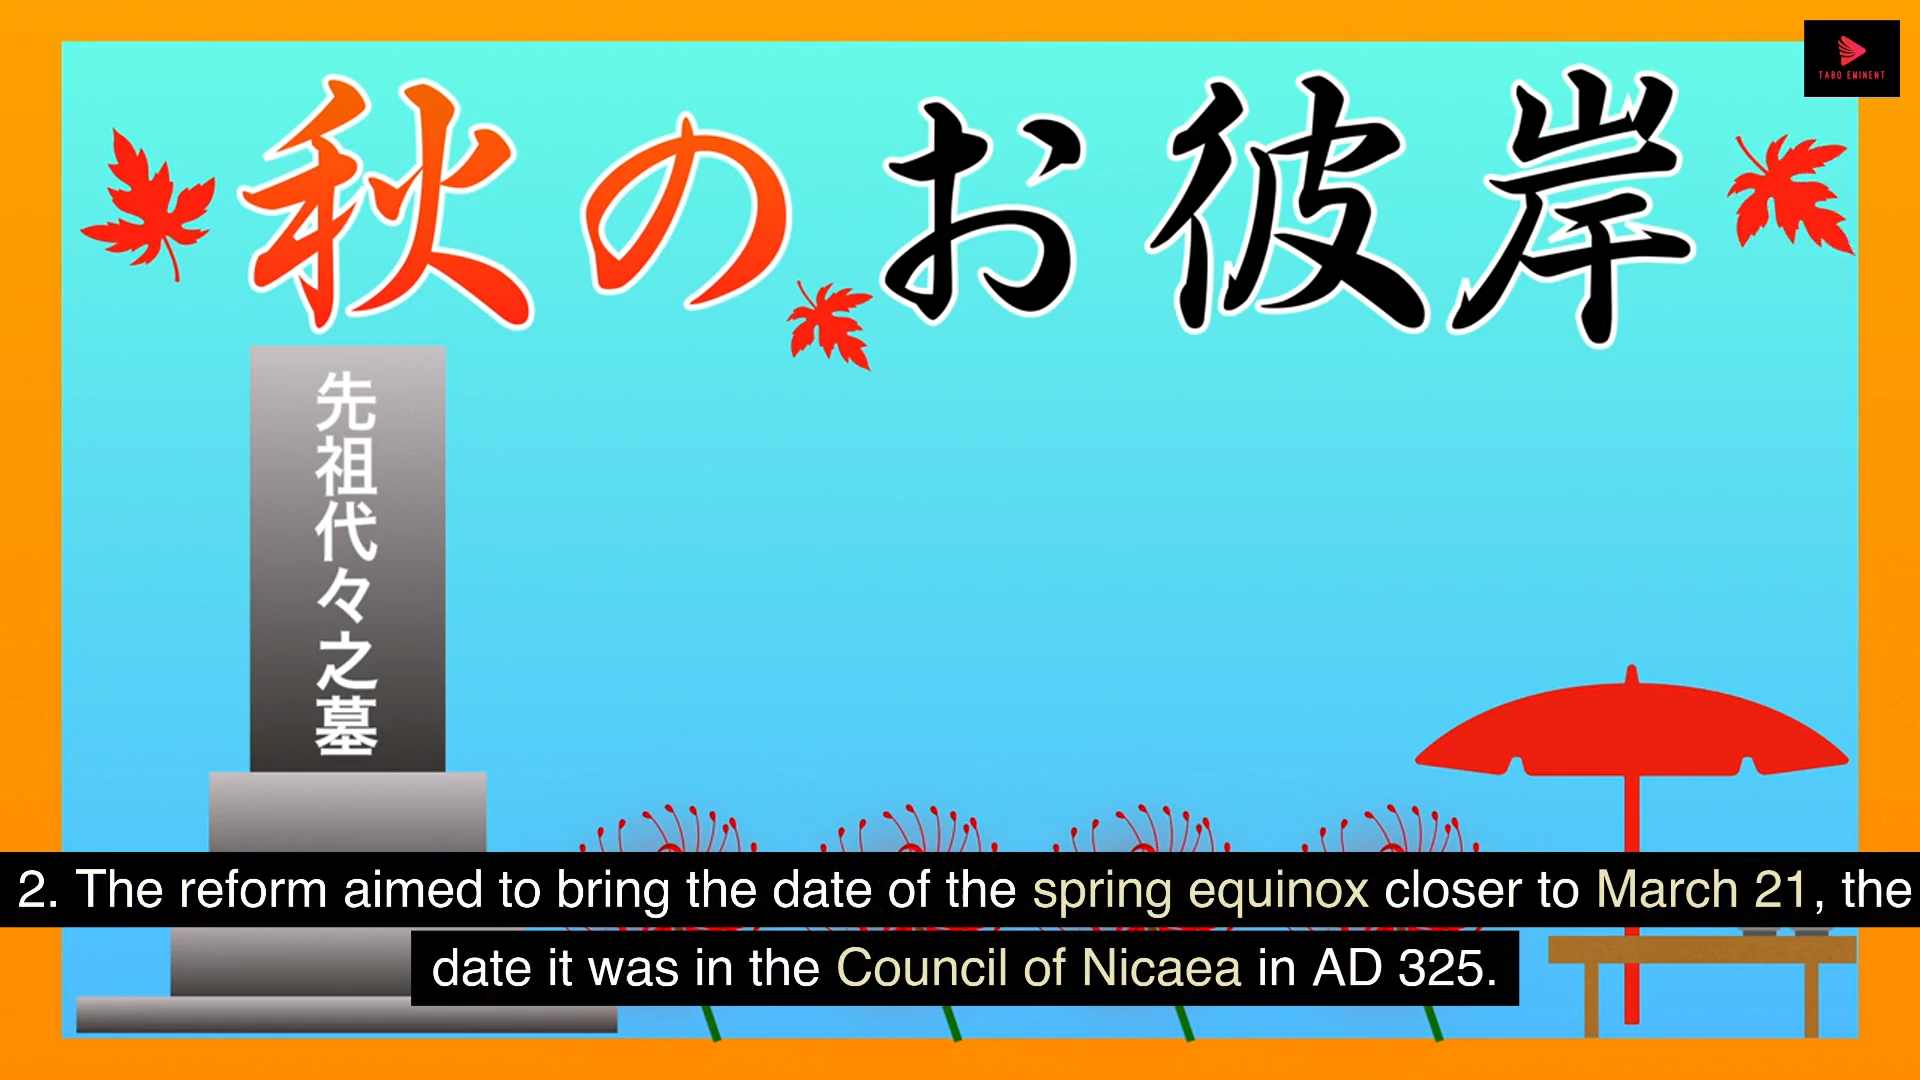 TABO EMINENT
秋のお彼岸
先祖代々之墓
2. The reform aimed to bring the date of the spring equinox closer to March 21, the
date it was in the Council of Nicaea in AD 325.